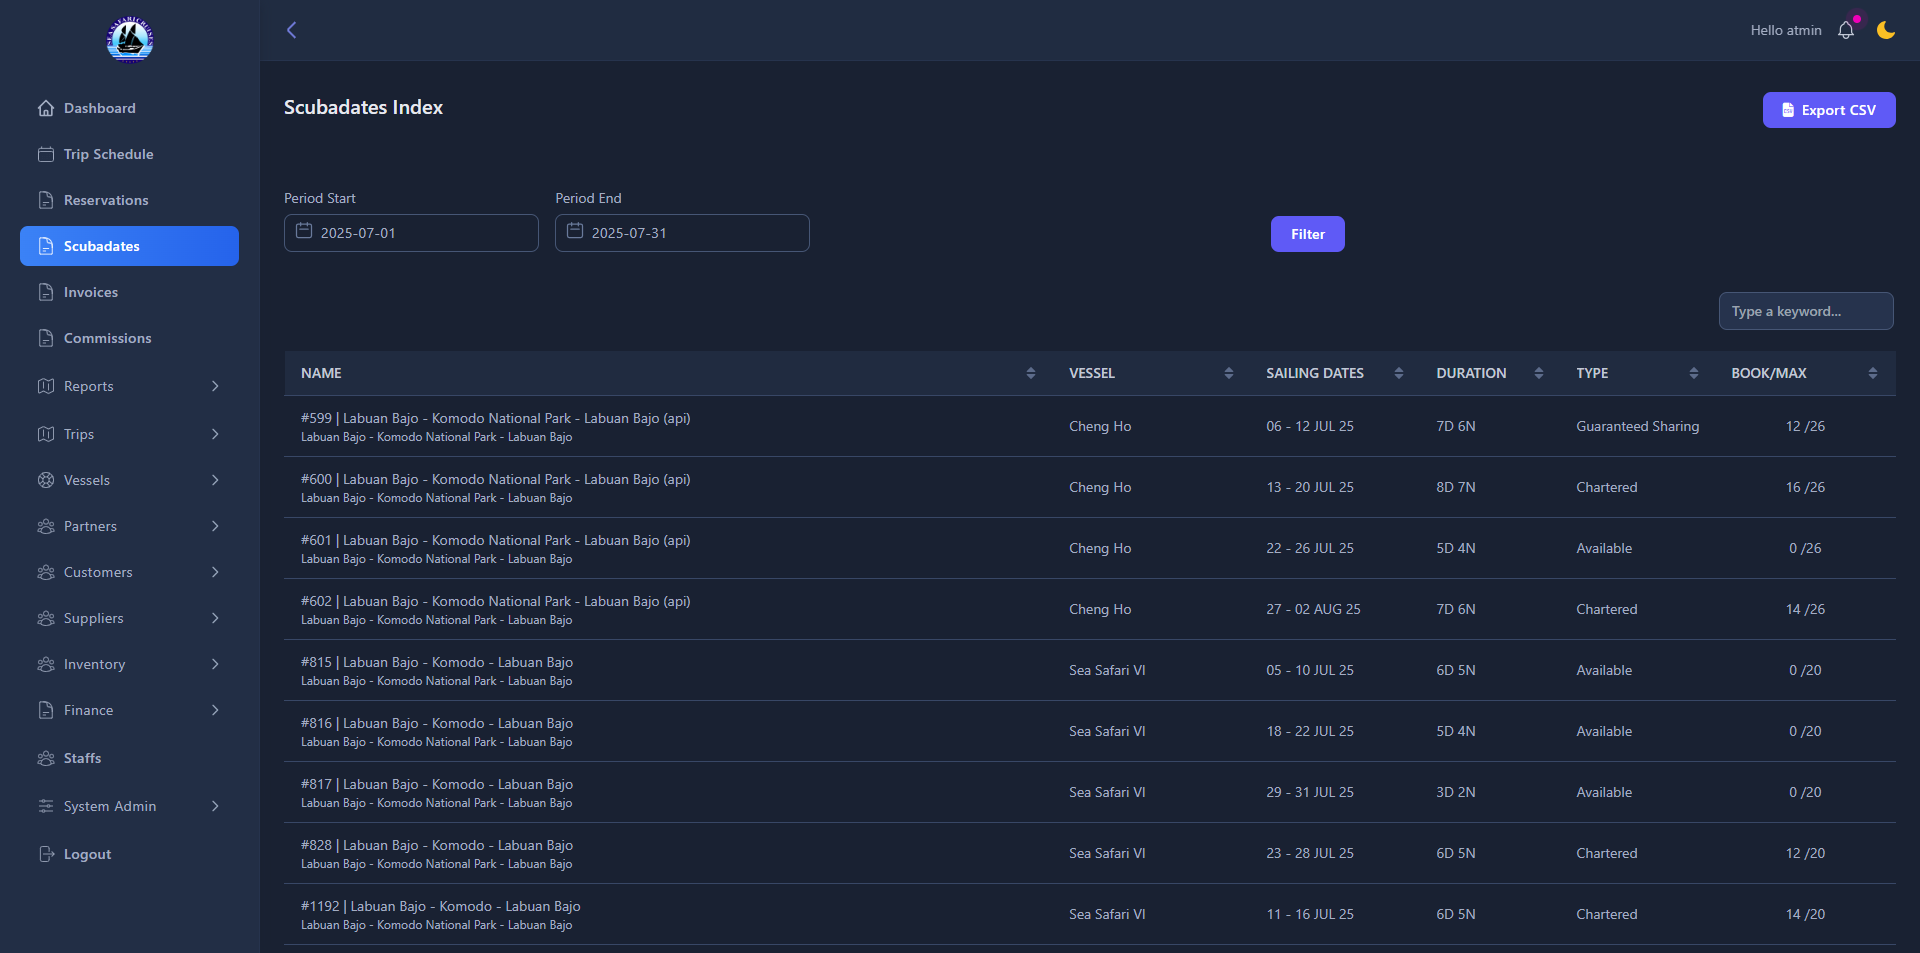 Hello atmin
Dashboard
Trip Schedule
Reservations
Scubadates
Invoices
Commissions
Reports
Trips
Vessels
Partners
Customers
Suppliers
Inventory
Finance
Staffs
System Admin
Logout
Scubadates Index
Export CSV
Period Start
Period End
2025-07-01
2025-07-31
Filter
Type a keyword...
NAME VESSEL SAILING DATES DURATION TYPE BOOK/MAX
#599 | Labuan Bajo - Komodo National Park - Labuan Bajo (api)
Labuan Bajo - Komodo National Park - Labuan Bajo
Cheng Ho 06 - 12 JUL 25 7D 6N Guaranteed Sharing 12 /26
#600 | Labuan Bajo - Komodo National Park - Labuan Bajo (api)
Labuan Bajo - Komodo National Park - Labuan Bajo
Cheng Ho 13 - 20 JUL 25 8D 7N Chartered 16 /26
#601 | Labuan Bajo - Komodo National Park - Labuan Bajo (api)
Labuan Bajo - Komodo National Park - Labuan Bajo
Cheng Ho 22 - 26 JUL 25 5D 4N Available 0 /26
#602 | Labuan Bajo - Komodo National Park - Labuan Bajo (api)
Labuan Bajo - Komodo National Park - Labuan Bajo
Cheng Ho 27 - 02 AUG 25 7D 6N Chartered 14 /26
#815 | Labuan Bajo - Komodo - Labuan Bajo
Labuan Bajo - Komodo National Park - Labuan Bajo
Sea Safari VI 05 - 10 JUL 25 6D 5N Available 0 /20
#816 | Labuan Bajo - Komodo - Labuan Bajo
Labuan Bajo - Komodo National Park - Labuan Bajo
Sea Safari VI 18 - 22 JUL 25 5D 4N Available 0 /20
#817 | Labuan Bajo - Komodo - Labuan Bajo
Labuan Bajo - Komodo National Park - Labuan Bajo
Sea Safari VI 29 - 31 JUL 25 3D 2N Available 0 /20
#828 | Labuan Bajo - Komodo - Labuan Bajo
Labuan Bajo - Komodo National Park - Labuan Bajo
Sea Safari VI 23 - 28 JUL 25 6D 5N Chartered 12 /20
#1192 | Labuan Bajo - Komodo - Labuan Bajo
Labuan Bajo - Komodo National Park - Labuan Bajo
Sea Safari VI 11 - 16 JUL 25 6D 5N Chartered 14 /20